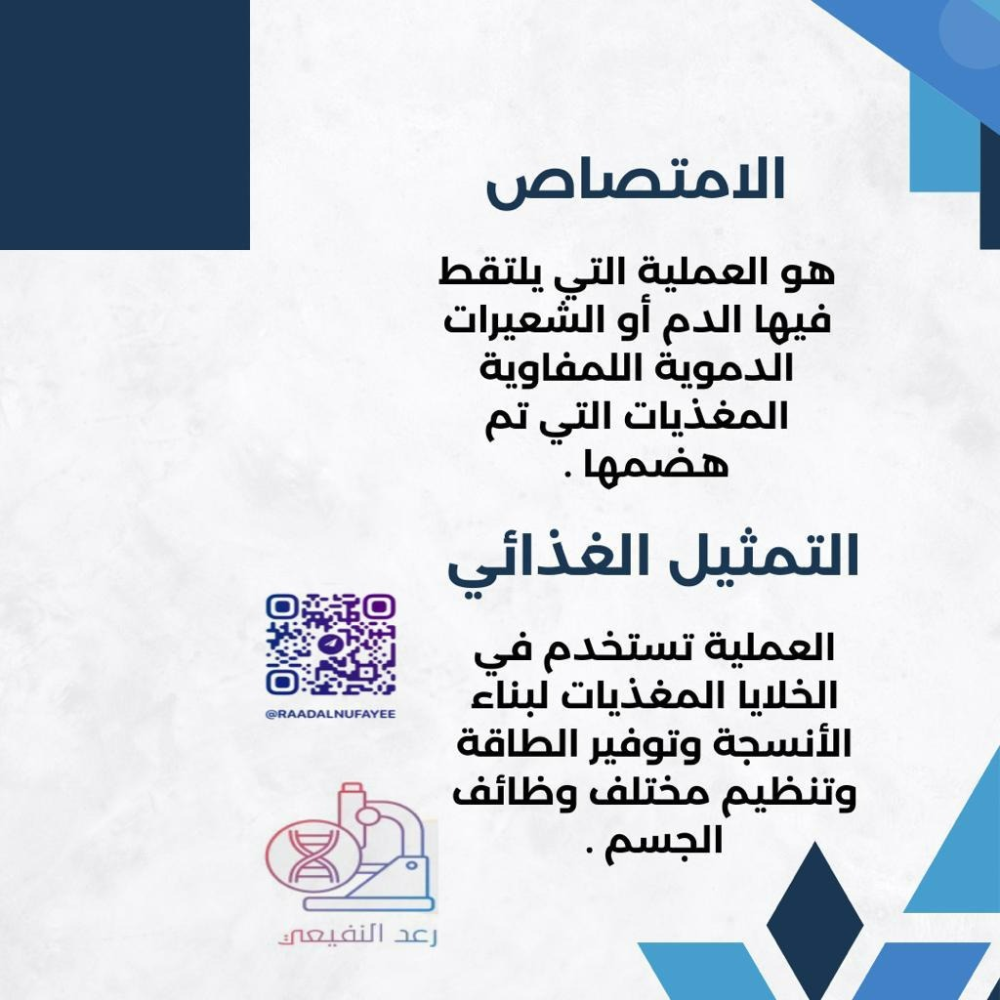 الامتصاص
هو العملية التي يلتقط
فيها الدم أو الشعيرات
الدموية اللمفاوية
المغذيات التي تم
هضمها .
التمثيل الغذائي
العملية تستخدم في
الخلايا المغذيات لبناء
الأنسجة وتوفير الطاقة
وتنظيم مختلف وظائف
الجسم .
@RAADALNUFAYEE
رعد النفيعي